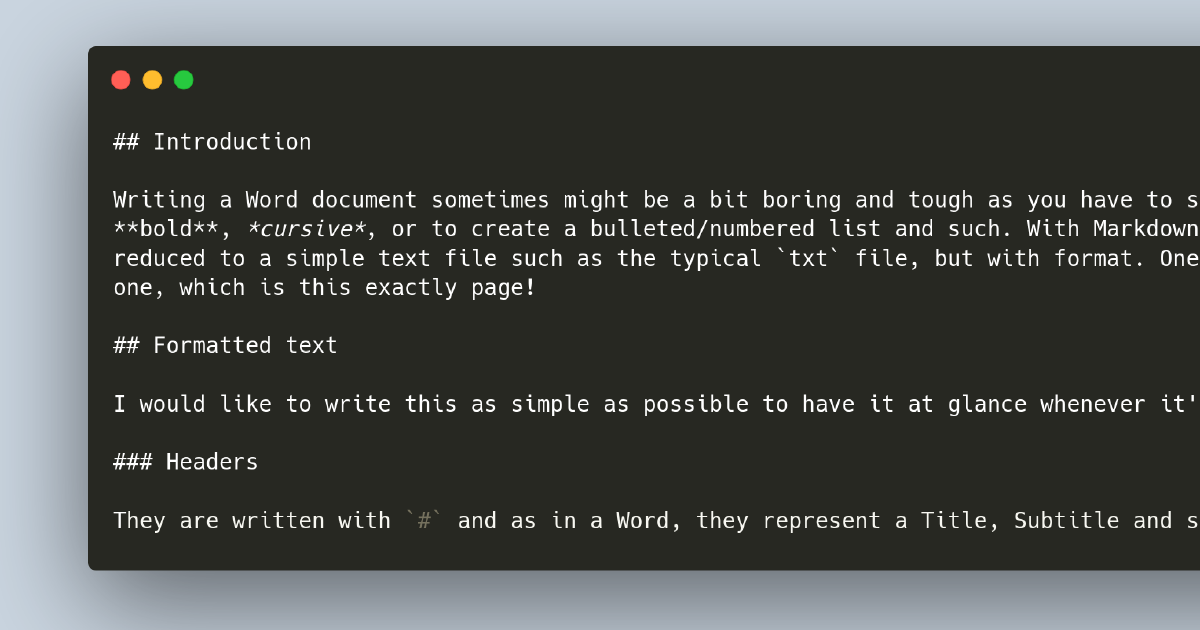 ## Introduction
Writing a Word document sometimes might be a bit boring and tough as you have to s
**bold**, *cursive*, or to create a bulleted/numbered list and such. With Markdown
reduced to a simple text file such as the typical `txt` file, but with format. One
one, which is this exactly page!
## Formatted text
I would like to write this as simple as possible to have it at glance whenever it'
### Headers
They are written with `#` and as in a Word, they represent a Title, Subtitle and s